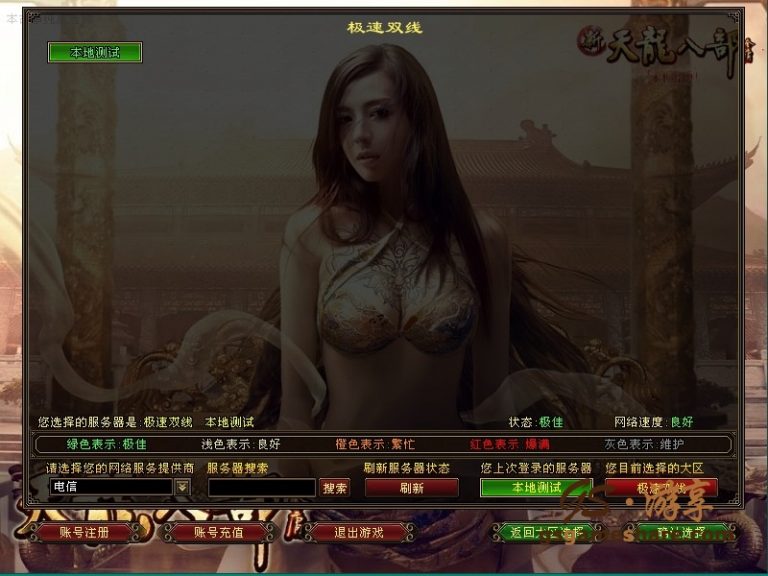 极速双线
本地测试
新天龍八部
您选择的服务器是:极速双线 本地测试 状态:极佳 网络速度:良好
绿色表示:极佳 浅色表示:良好 橙色表示:繁忙 红色表示:爆满 灰色表示:维护
请选择您的网络服务提供商 服务器搜索 刷新服务器状态 您上次登录的服务器 您目前选择的大区
电信 搜索 刷新 本地测试 极速双线
游享
账号注册 账号充值 退出游戏 返回大区选择 确认选择